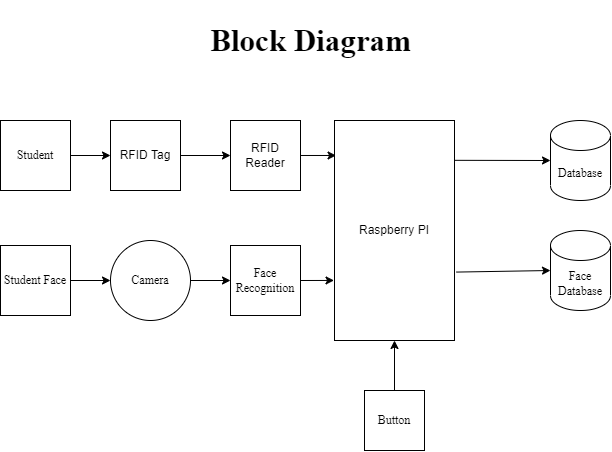 Block Diagram
Student
RFID Tag
RFID
Reader
Raspberry PI
Database
Student Face
Camera
Face
Recognition
Face
Database
Button